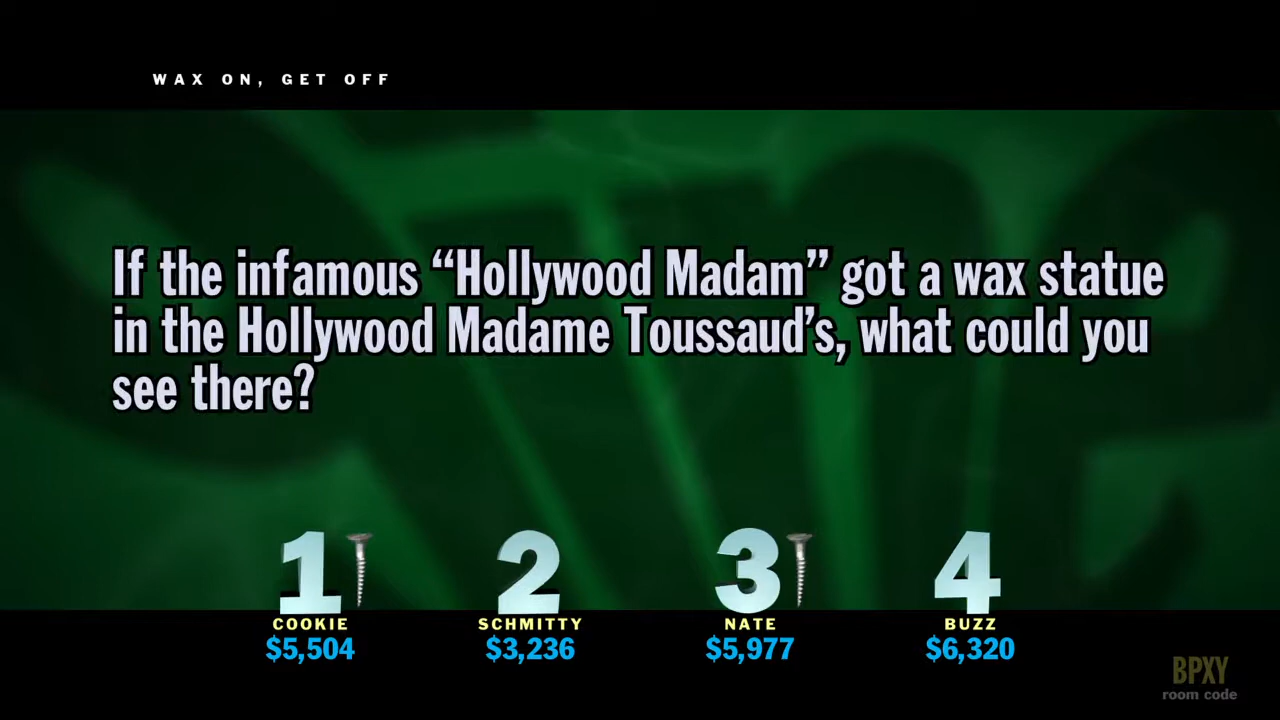 WAX ON, GET OFF
If the infamous “Hollywood Madam” got a wax statue
in the Hollywood Madame Toussaud’s, what could you
see there?
1 2 3 4
COOKIE SCHMITTY NATE BUZZ
$5,504 $3,236 $5,977 $6,320
BPXY
room code